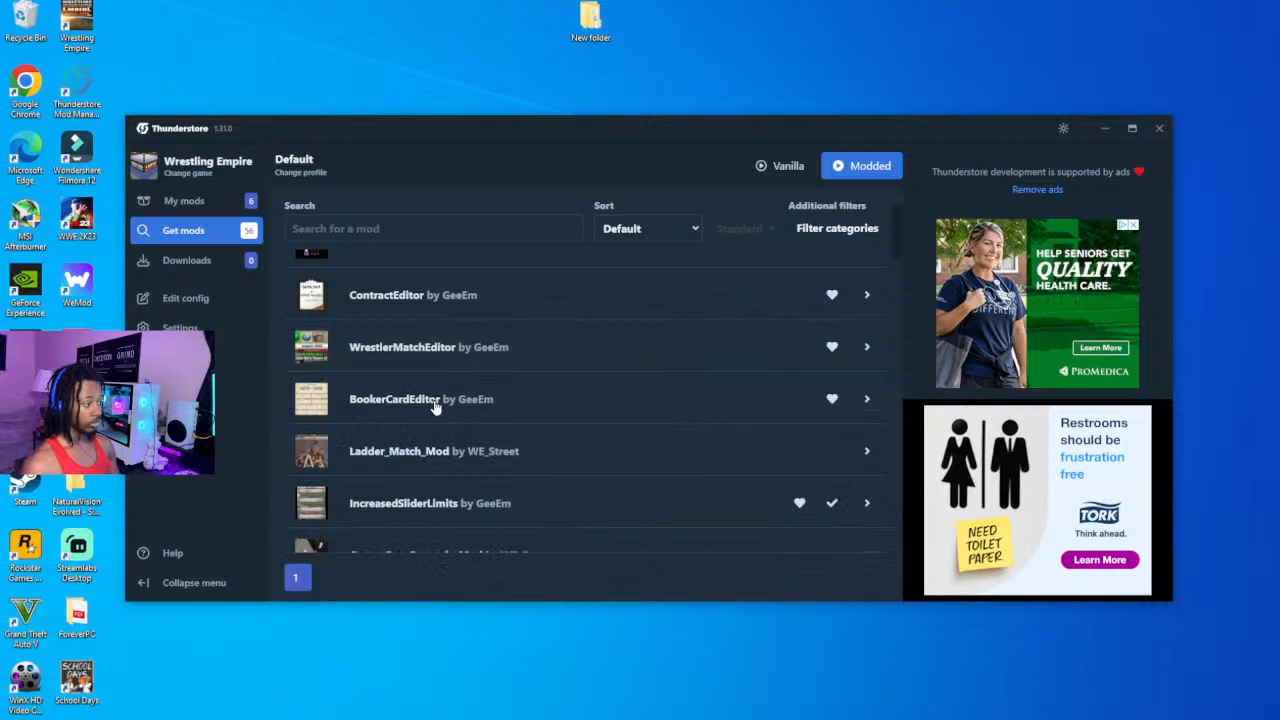 Recycle Bin
Wrestling
Empire
New folder
Google
Chrome
Thunderstore
Mod Mana...
Microsoft
Edge
Wondershare
Filmora 12
MSI
Afterburner
WWE 2K23
GeForce
Experience
WeMod
Steam
NaturalVision
Evolved - Si...
Rockstar
Games ...
Streamlabs
Desktop
Grand Theft
Auto V
ForeverPC
WinX HD
Video C...
School Days
Thunderstore 1.31.0
Wrestling Empire
Change game
Default
Change profile
Vanilla
Modded
My mods 6
Get mods 56
Downloads 0
Edit config
Settings
Help
Collapse menu
Search
Search for a mod
Sort
Default
Standard
Additional filters
Filter categories
ContractEditor by GeeEm
WrestlerMatchEditor by GeeEm
BookerCardEditor by GeeEm
Ladder_Match_Mod by WE_Street
IncreasedSliderLimits by GeeEm
1
Thunderstore development is supported by ads
Remove ads
HELP SENIORS GET
QUALITY
HEALTH CARE.
Learn More
PROMEDICA
Restrooms
should be
frustration
free
NEED
TOILET
PAPER
TORK
Think ahead.
Learn More